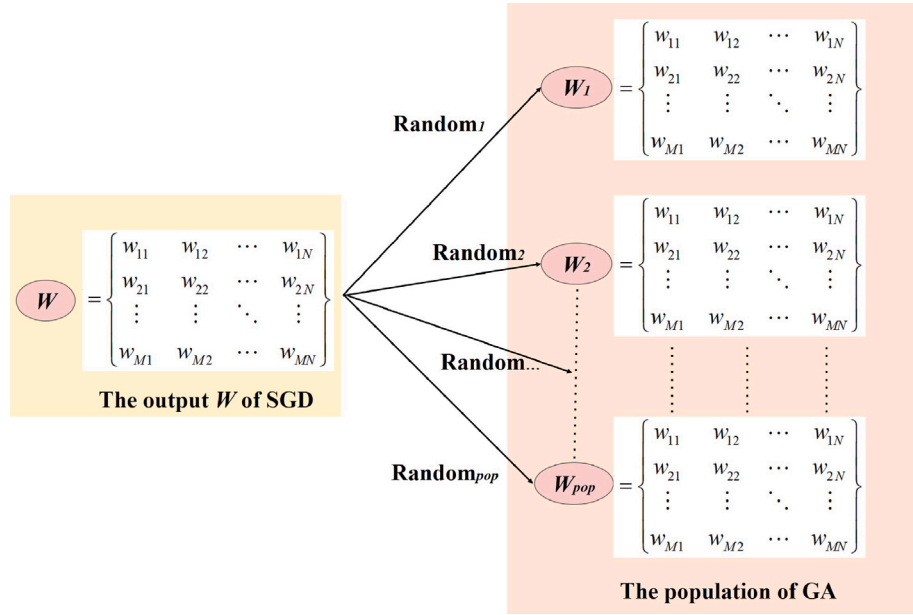 W = { w11 w12 ⋯ w1N
w21 w22 ⋯ w2N
⋮ ⋮ ⋱ ⋮
wM1 wM2 ⋯ wMN }
The output W of SGD
Random1
Random2
Random...
Randompop
W1 = { w11 w12 ⋯ w1N
w21 w22 ⋯ w2N
⋮ ⋮ ⋱ ⋮
wM1 wM2 ⋯ wMN }
W2 = { w11 w12 ⋯ w1N
w21 w22 ⋯ w2N
⋮ ⋮ ⋱ ⋮
wM1 wM2 ⋯ wMN }
Wpop = { w11 w12 ⋯ w1N
w21 w22 ⋯ w2N
⋮ ⋮ ⋱ ⋮
wM1 wM2 ⋯ wMN }
The population of GA